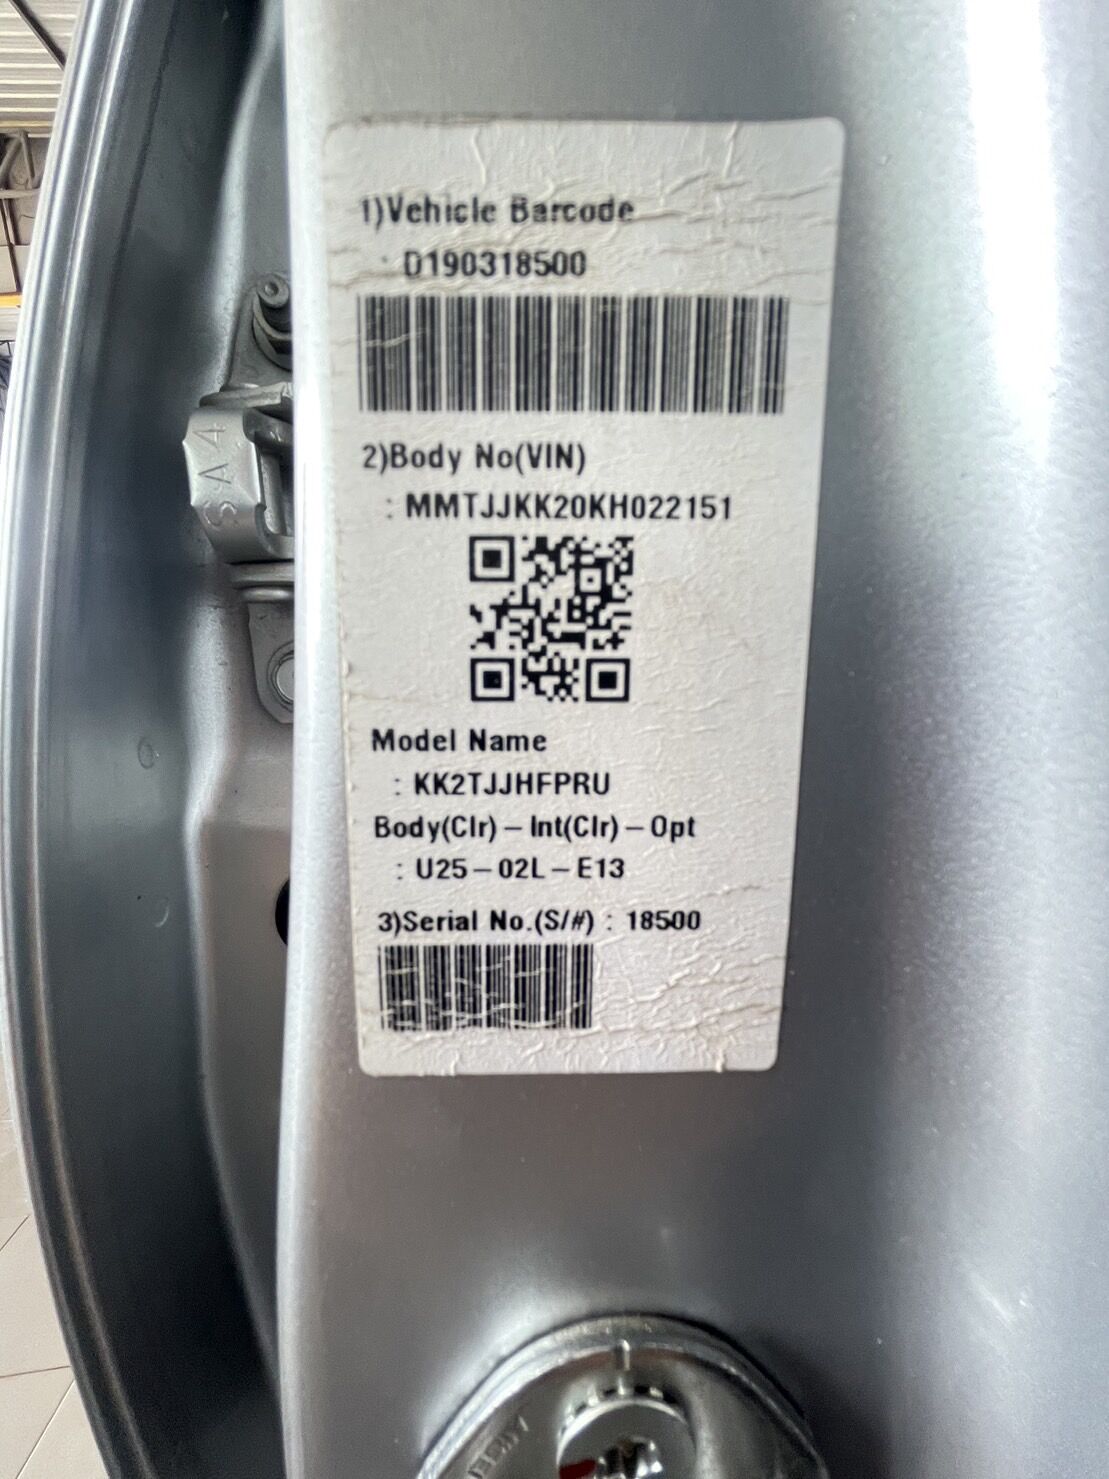 1)Vehicle Barcode
: D190318500
2)Body No(VIN)
: MMTJJKK20KH022151
Model Name
: KK2TJJHFPRU
Body(Clr) – Int(Clr) – Opt
: U25 – 02L – E13
3)Serial No.(S/#) : 18500
SA4